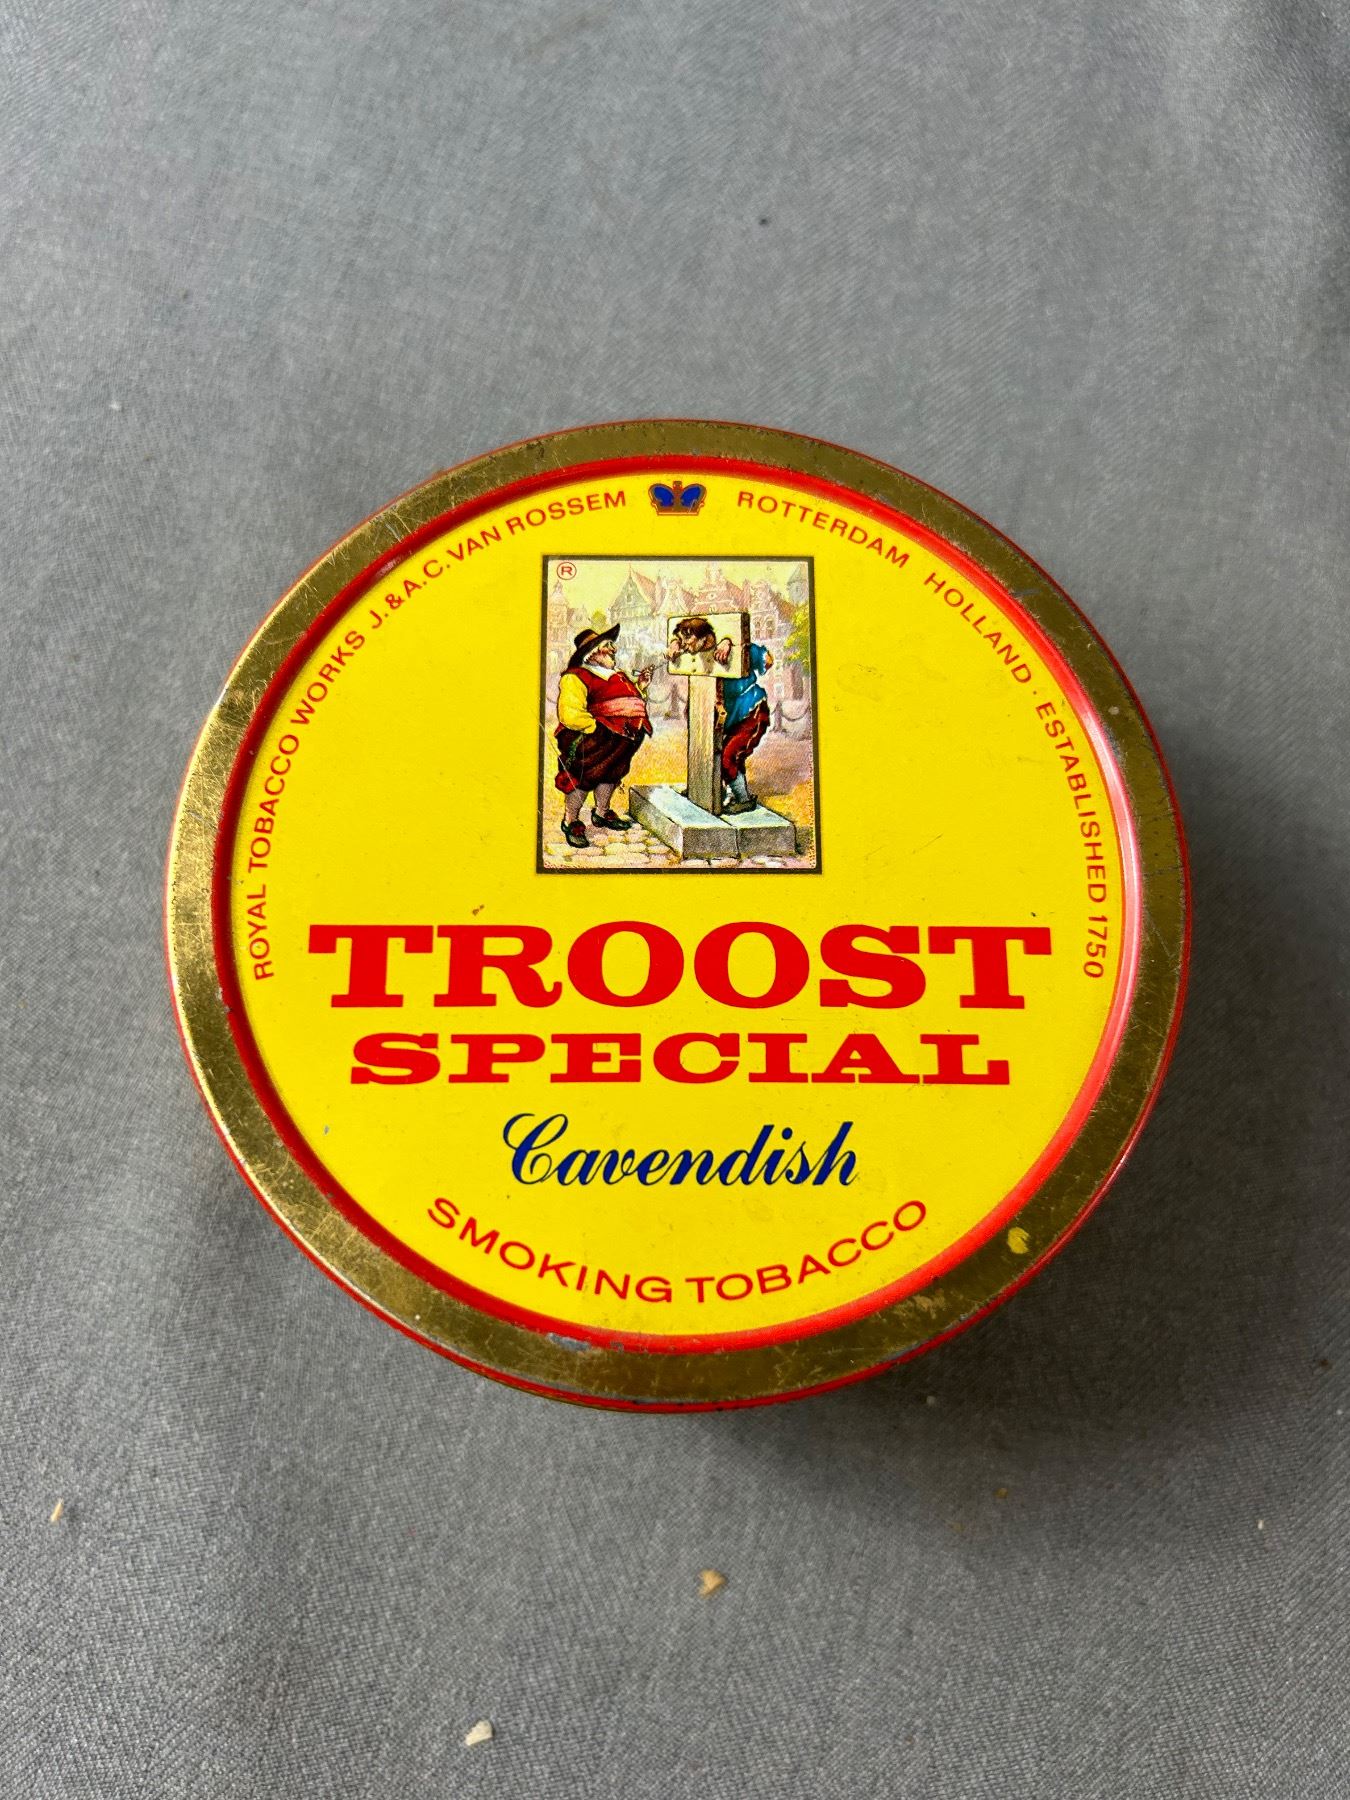 ROYAL TOBACCO WORKS J.&A.C. VAN ROSSEM ROTTERDAM HOLLAND · ESTABLISHED 1750
®
TROOST
SPECIAL
Cavendish
SMOKING TOBACCO